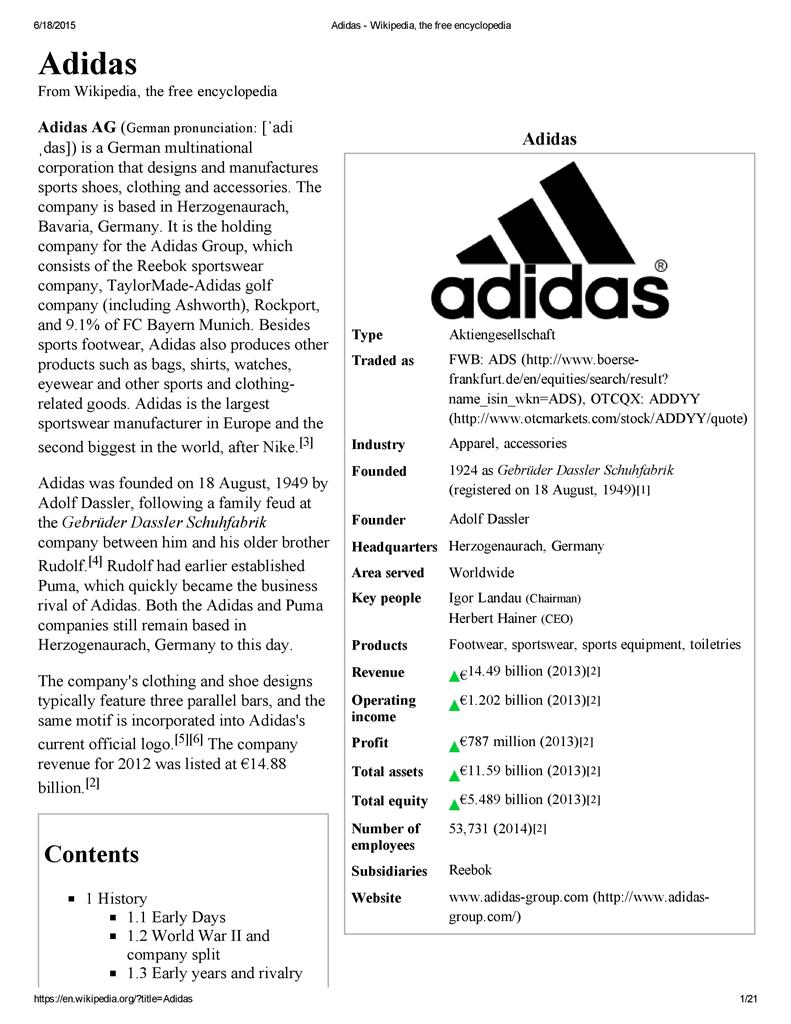 6/18/2015
Adidas - Wikipedia, the free encyclopedia
Adidas
From Wikipedia, the free encyclopedia
Adidas AG (German pronunciation: [ˈadi
ˌdas]) is a German multinational
corporation that designs and manufactures
sports shoes, clothing and accessories. The
company is based in Herzogenaurach,
Bavaria, Germany. It is the holding
company for the Adidas Group, which
consists of the Reebok sportswear
company, TaylorMade-Adidas golf
company (including Ashworth), Rockport,
and 9.1% of FC Bayern Munich. Besides
sports footwear, Adidas also produces other
products such as bags, shirts, watches,
eyewear and other sports and clothing-
related goods. Adidas is the largest
sportswear manufacturer in Europe and the
second biggest in the world, after Nike.[3]
Adidas was founded on 18 August, 1949 by
Adolf Dassler, following a family feud at
the Gebrüder Dassler Schuhfabrik
company between him and his older brother
Rudolf.[4] Rudolf had earlier established
Puma, which quickly became the business
rival of Adidas. Both the Adidas and Puma
companies still remain based in
Herzogenaurach, Germany to this day.
The company's clothing and shoe designs
typically feature three parallel bars, and the
same motif is incorporated into Adidas's
current official logo.[5][6] The company
revenue for 2012 was listed at €14.88
billion.[2]
Contents
1 History
1.1 Early Days
1.2 World War II and
company split
1.3 Early years and rivalry
Adidas
adidas®
Type Aktiengesellschaft
Traded as FWB: ADS (http://www.boerse-
frankfurt.de/en/equities/search/result?
name_isin_wkn=ADS), OTCQX: ADDYY
(http://www.otcmarkets.com/stock/ADDYY/quote)
Industry Apparel, accessories
Founded 1924 as Gebrüder Dassler Schuhfabrik
(registered on 18 August, 1949)[1]
Founder Adolf Dassler
Headquarters Herzogenaurach, Germany
Area served Worldwide
Key people Igor Landau (Chairman)
Herbert Hainer (CEO)
Products Footwear, sportswear, sports equipment, toiletries
Revenue ▲€14.49 billion (2013)[2]
Operating ▲€1.202 billion (2013)[2]
income
Profit ▲€787 million (2013)[2]
Total assets ▲€11.59 billion (2013)[2]
Total equity ▲€5.489 billion (2013)[2]
Number of 53,731 (2014)[2]
employees
Subsidiaries Reebok
Website www.adidas-group.com (http://www.adidas-
group.com/)
https://en.wikipedia.org/?title=Adidas
1/21